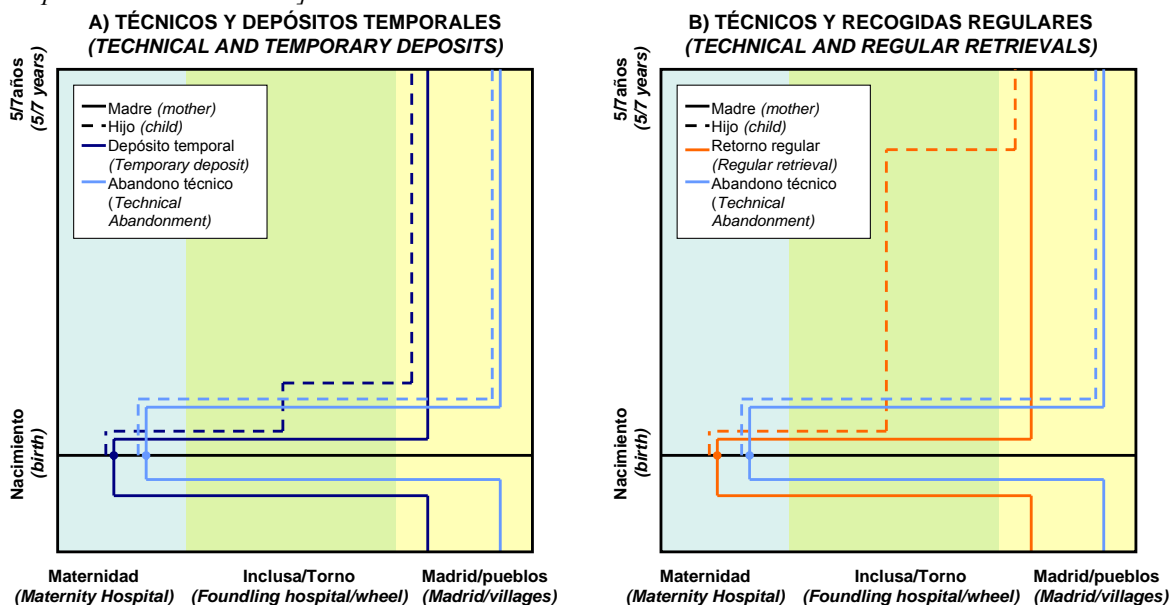 A) TÉCNICOS Y DEPÓSITOS TEMPORALES
(TECHNICAL AND TEMPORARY DEPOSITS)
5/7años
(5/7 years)
Madre (mother)
Hijo (child)
Depósito temporal
(Temporary deposit)
Abandono técnico
(Technical
Abandonment)
Nacimiento
(birth)
Maternidad
(Maternity Hospital)
Inclusa/Torno
(Foundling hospital/wheel)
Madrid/pueblos
(Madrid/villages)
B) TÉCNICOS Y RECOGIDAS REGULARES
(TECHNICAL AND REGULAR RETRIEVALS)
5/7años
(5/7 years)
Madre (mother)
Hijo (child)
Retorno regular
(Regular retrieval)
Abandono técnico
(Technical
Abandonment)
Nacimiento
(birth)
Maternidad
(Maternity Hospital)
Inclusa/Torno
(Foundling hospital/wheel)
Madrid/pueblos
(Madrid/villages)